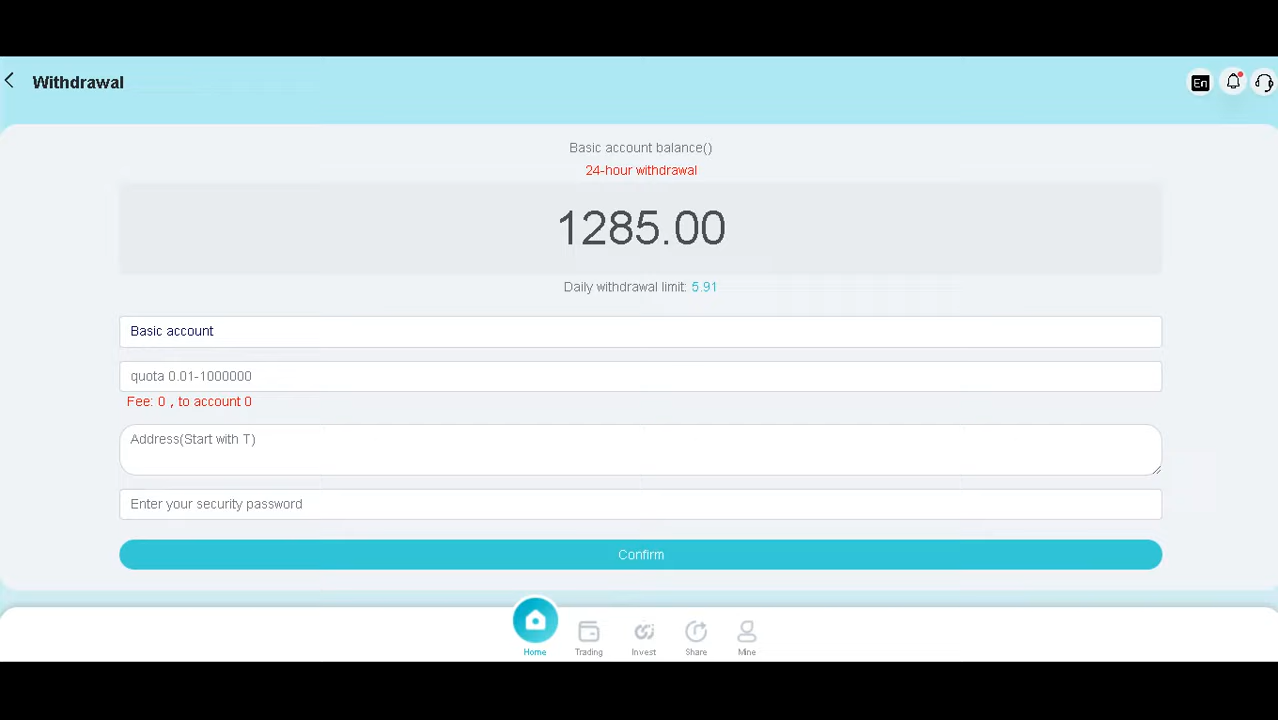 Withdrawal
En
Basic account balance()
24-hour withdrawal
1285.00
Daily withdrawal limit: 5.91
Basic account
quota 0.01-1000000
Fee: 0 , to account 0
Address(Start with T)
Enter your security password
Confirm
Home
Trading
Invest
Share
Mine